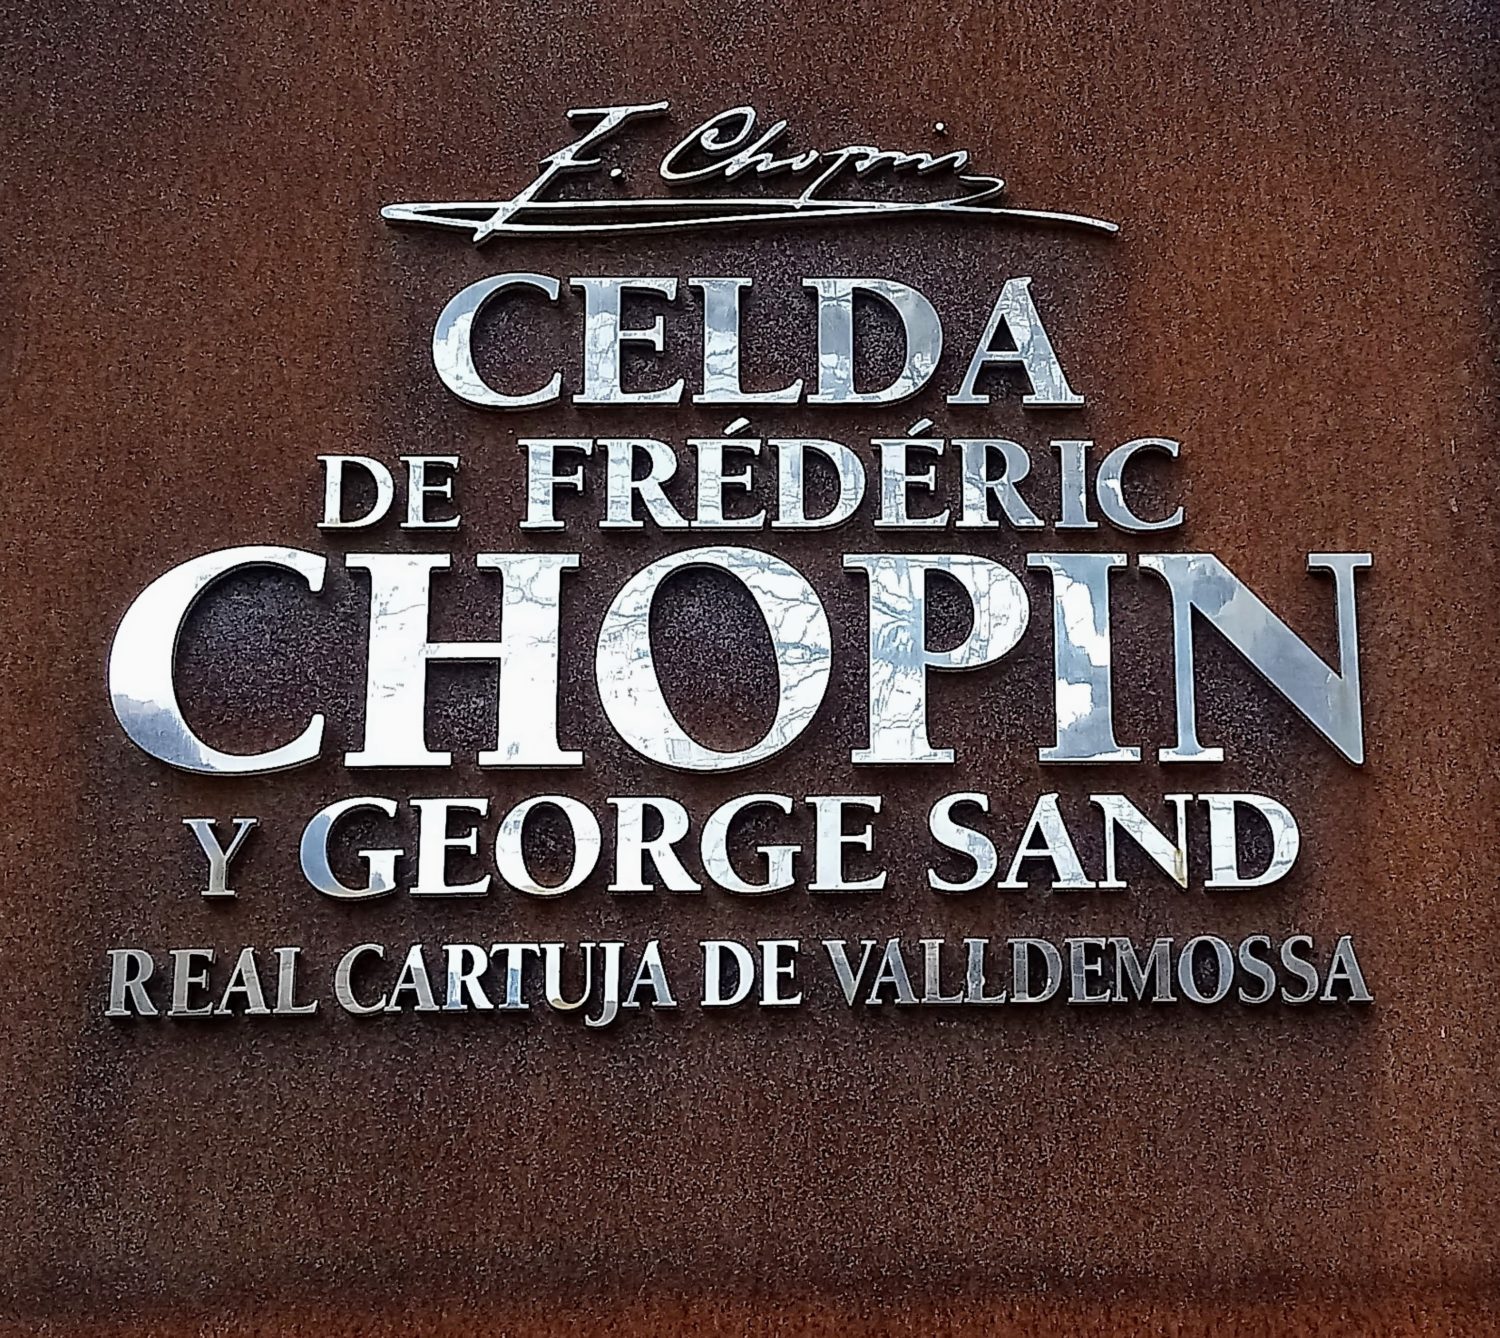 F. Chopin
CELDA
DE FRÉDÉRIC
CHOPIN
Y GEORGE SAND
REAL CARTUJA DE VALLDEMOSSA